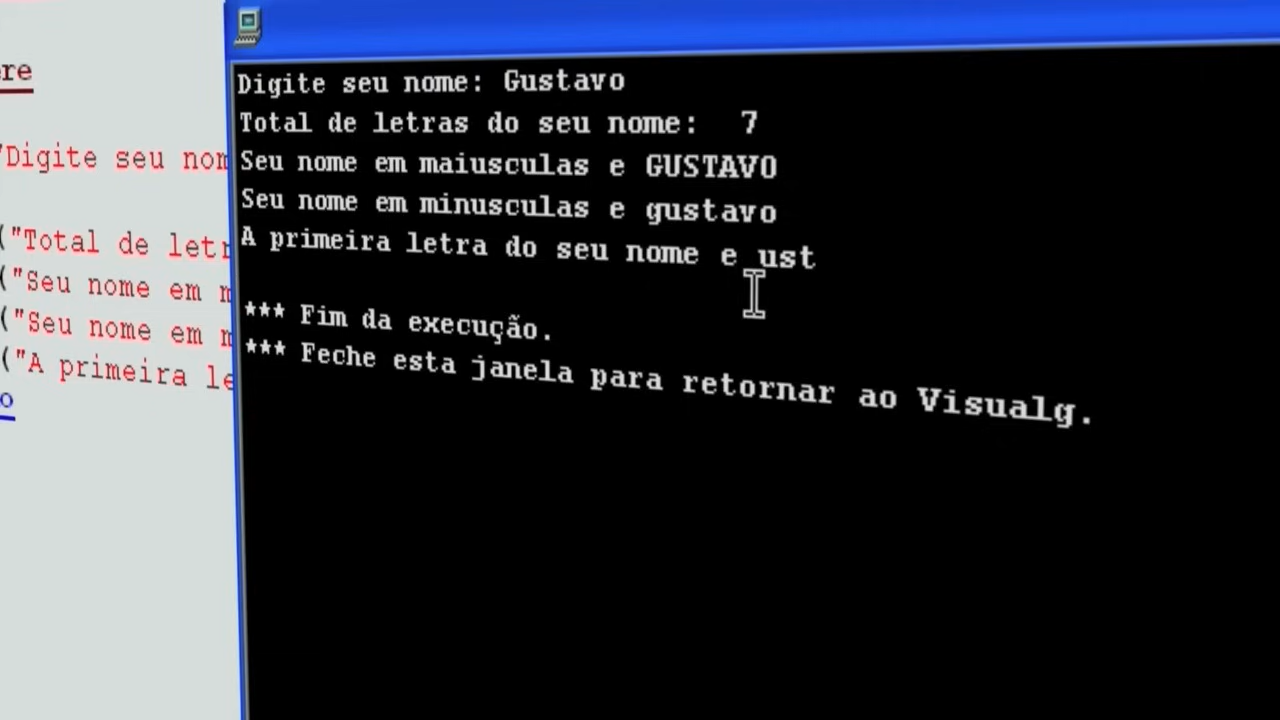 re
"Digite seu nom
("Total de letr
("Seu nome em m
("Seu nome em m
("A primeira le
o
Digite seu nome: Gustavo
Total de letras do seu nome: 7
Seu nome em maiusculas e GUSTAVO
Seu nome em minusculas e gustavo
A primeira letra do seu nome e ust
*** Fim da execução.
*** Feche esta janela para retornar ao Visualg.